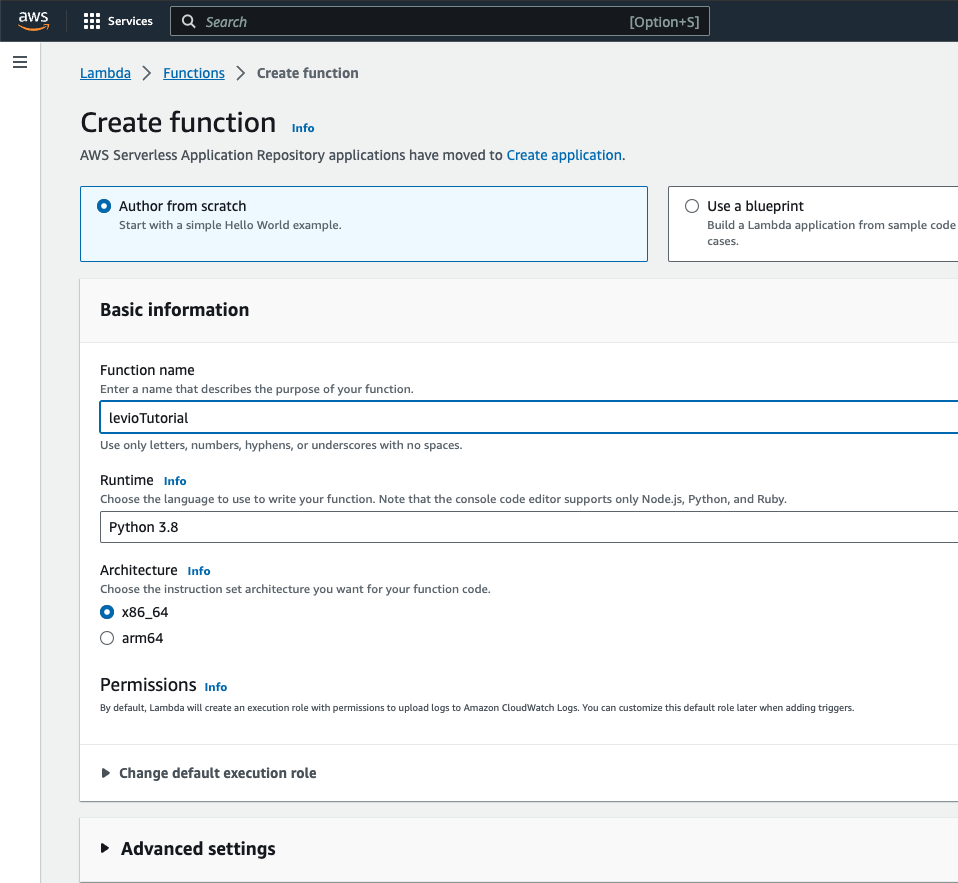 aws Services Search [Option+S]
Lambda Functions Create function
Create function Info
AWS Serverless Application Repository applications have moved to Create application.
Author from scratch
Start with a simple Hello World example.
Use a blueprint
Build a Lambda application from sample code
cases.
Basic information
Function name
Enter a name that describes the purpose of your function.
levioTutorial
Use only letters, numbers, hyphens, or underscores with no spaces.
Runtime Info
Choose the language to use to write your function. Note that the console code editor supports only Node.js, Python, and Ruby.
Python 3.8
Architecture Info
Choose the instruction set architecture you want for your function code.
x86_64
arm64
Permissions Info
By default, Lambda will create an execution role with permissions to upload logs to Amazon CloudWatch Logs. You can customize this default role later when adding triggers.
Change default execution role
Advanced settings